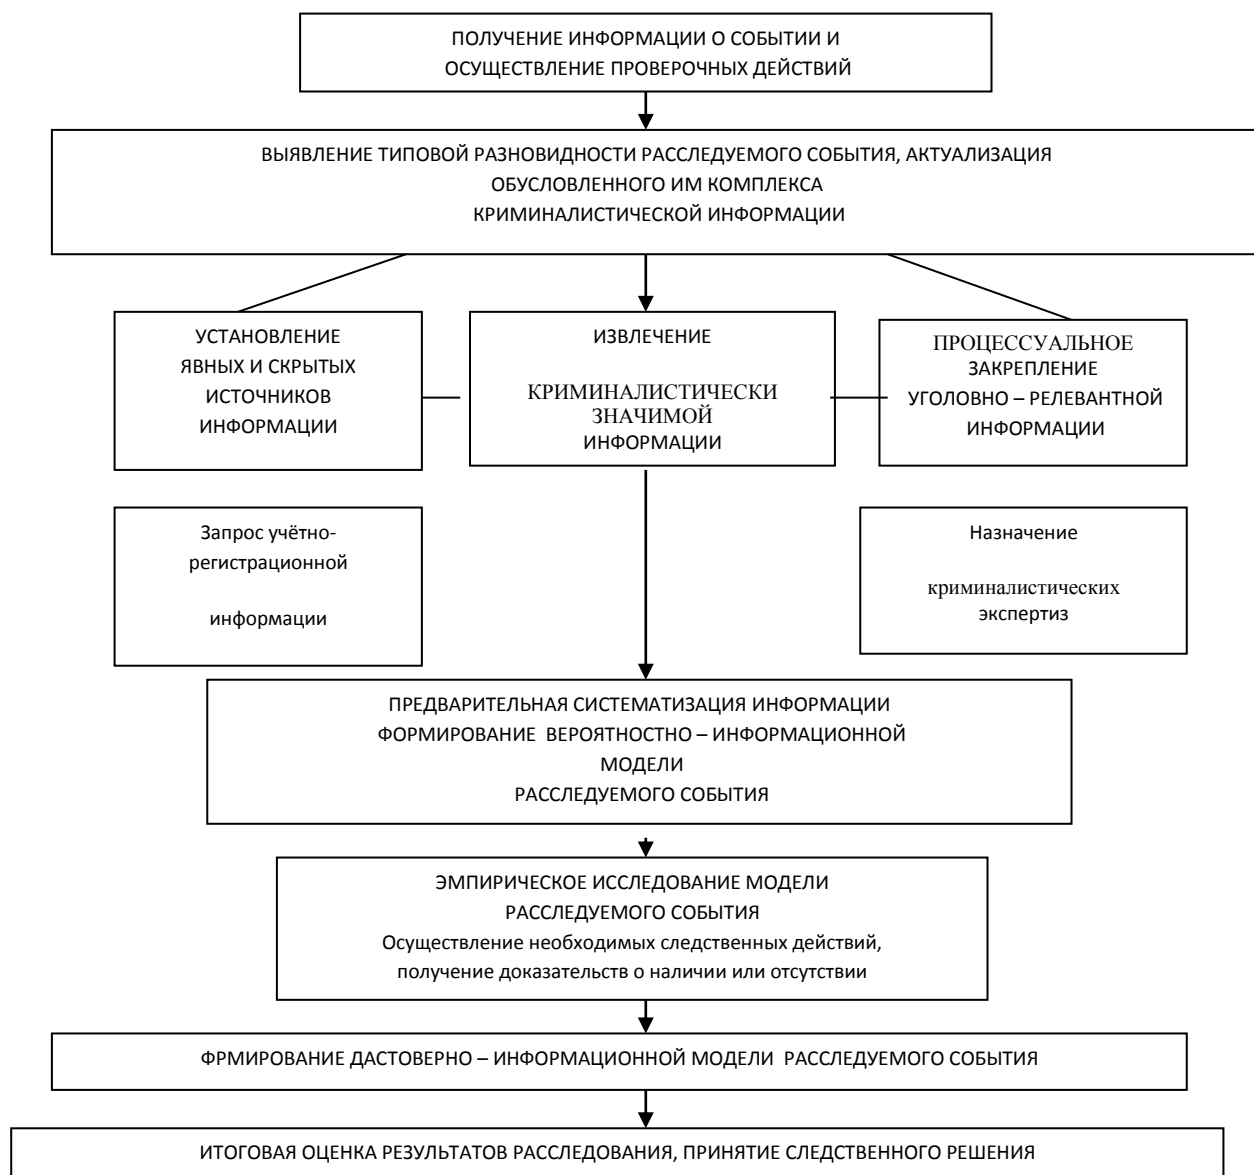 ПОЛУЧЕНИЕ ИНФОРМАЦИИ О СОБЫТИИ И
ОСУЩЕСТВЛЕНИЕ ПРОВЕРОЧНЫХ ДЕЙСТВИЙ
ВЫЯВЛЕНИЕ ТИПОВОЙ РАЗНОВИДНОСТИ РАССЛЕДУЕМОГО СОБЫТИЯ, АКТУАЛИЗАЦИЯ
ОБУСЛОВЛЕННОГО ИМ КОМПЛЕКСА
КРИМИНАЛИСТИЧЕСКОЙ ИНФОРМАЦИИ
УСТАНОВЛЕНИЕ
ЯВНЫХ И СКРЫТЫХ
ИСТОЧНИКОВ
ИНФОРМАЦИИ
ИЗВЛЕЧЕНИЕ
КРИМИНАЛИСТИЧЕСКИ
ЗНАЧИМОЙ
ИНФОРМАЦИИ
ПРОЦЕССУАЛЬНОЕ
ЗАКРЕПЛЕНИЕ
УГОЛОВНО – РЕЛЕВАНТНОЙ
ИНФОРМАЦИИ
Запрос учётно-
регистрационной
информации
Назначение
криминалистических
экспертиз
ПРЕДВАРИТЕЛЬНАЯ СИСТЕМАТИЗАЦИЯ ИНФОРМАЦИИ
ФОРМИРОВАНИЕ ВЕРОЯТНОСТНО – ИНФОРМАЦИОННОЙ
МОДЕЛИ
РАССЛЕДУЕМОГО СОБЫТИЯ
ЭМПИРИЧЕСКОЕ ИССЛЕДОВАНИЕ МОДЕЛИ
РАССЛЕДУЕМОГО СОБЫТИЯ
Осуществление необходимых следственных действий,
получение доказательств о наличии или отсутствии
ФРМИРОВАНИЕ ДАСТОВЕРНО – ИНФОРМАЦИОННОЙ МОДЕЛИ РАССЛЕДУЕМОГО СОБЫТИЯ
ИТОГОВАЯ ОЦЕНКА РЕЗУЛЬТАТОВ РАССЛЕДОВАНИЯ, ПРИНЯТИЕ СЛЕДСТВЕННОГО РЕШЕНИЯ